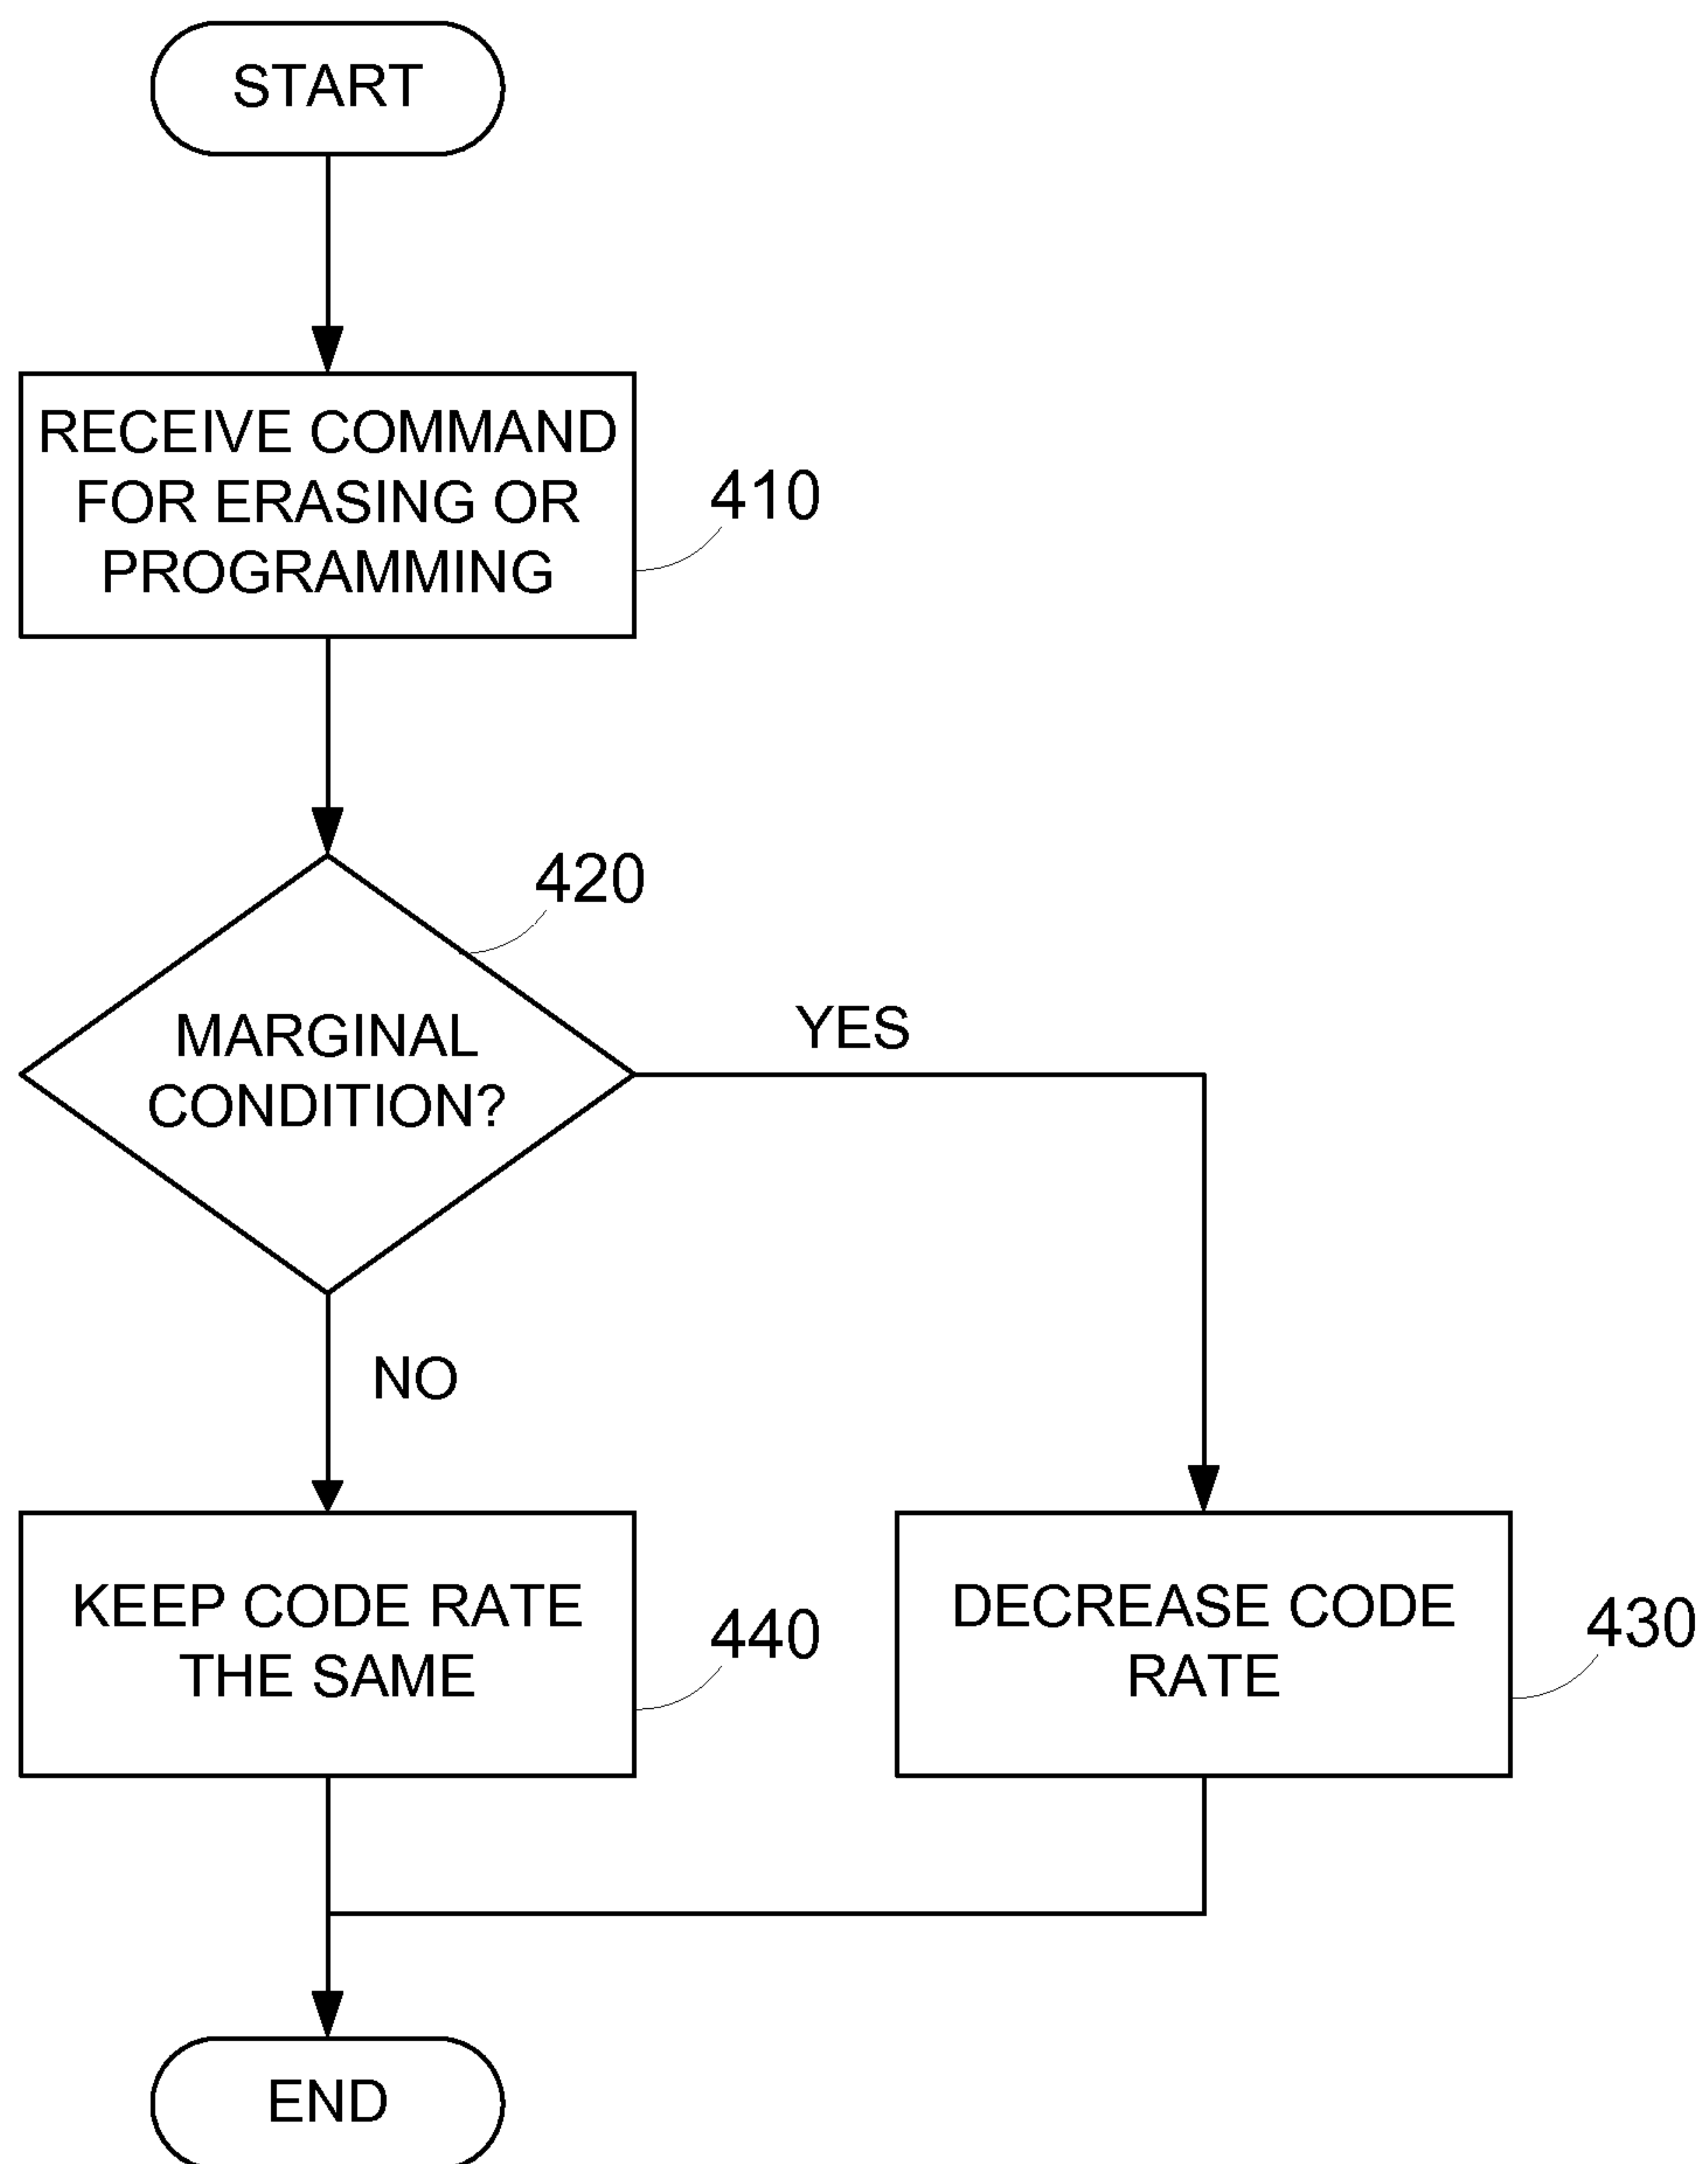 START
RECEIVE COMMAND
FOR ERASING OR
PROGRAMMING
410
420
MARGINAL
CONDITION?
YES
NO
KEEP CODE RATE
THE SAME
440
DECREASE CODE
RATE
430
END